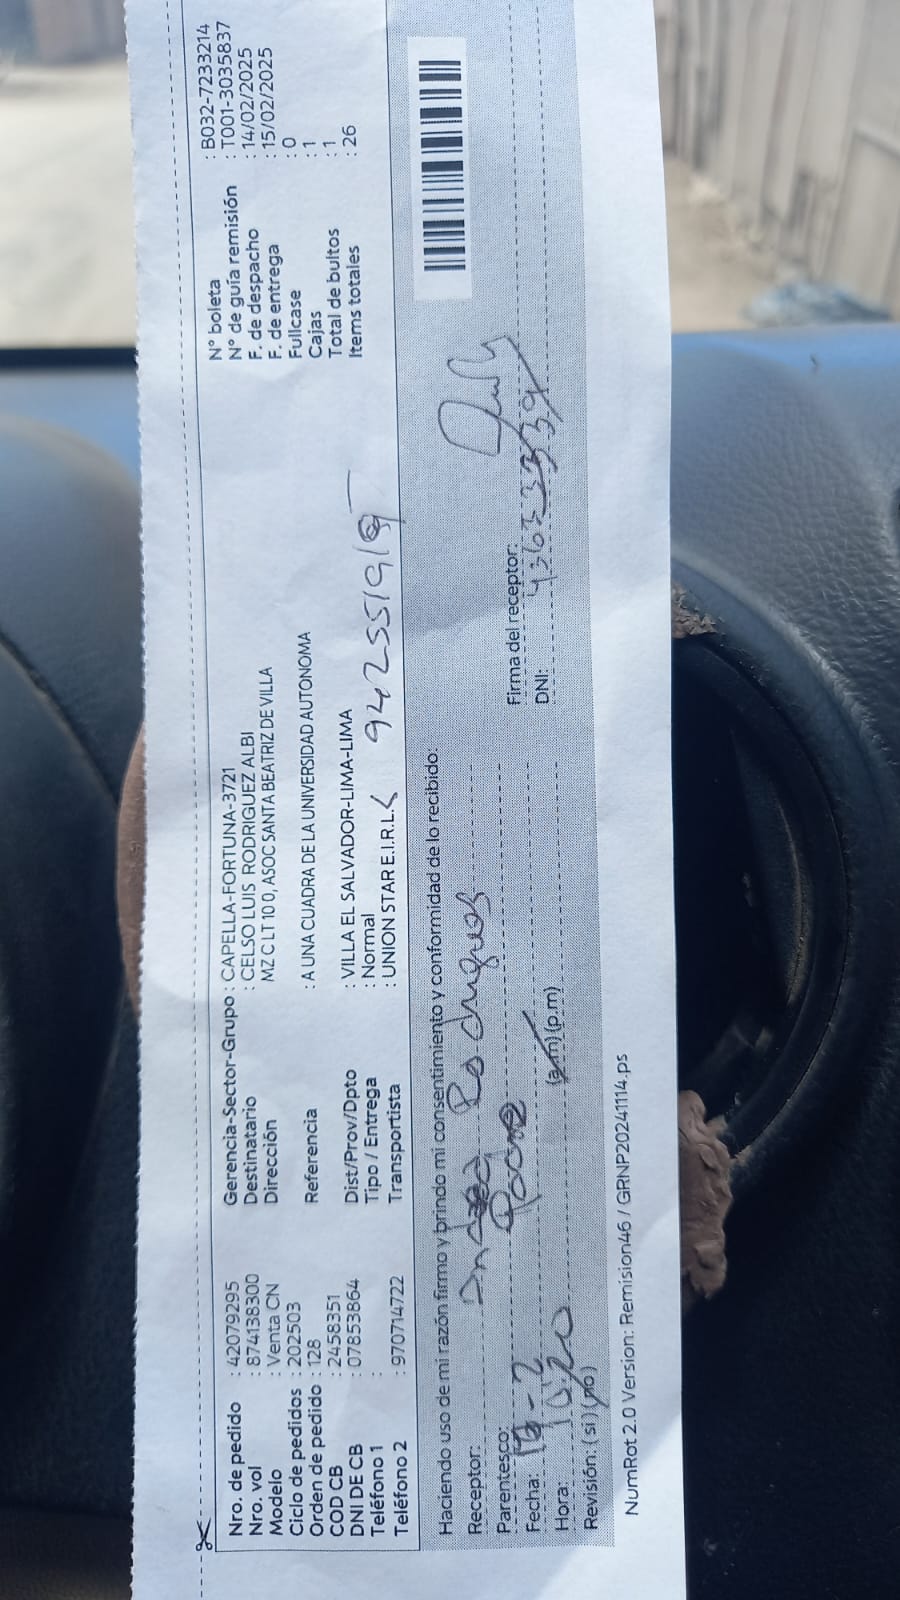 Nro. de pedido : 42079295
Nro. vol : 874138300
Modelo : Venta CN
Ciclo de pedidos : 202503
Orden de pedido : 128
COD CB : 2458351
DNI DE CB : 07853864
Teléfono 1 :
Teléfono 2 : 970714722
Gerencia-Sector-Grupo : CAPELLA-FORTUNA-3721
Destinatario : CELSO LUIS RODRIGUEZ ALBI
Dirección MZ C LT 10 0, ASOC SANTA BEATRIZ DE VILLA
Referencia : A UNA CUADRA DE LA UNIVERSIDAD AUTONOMA
Dist/Prov/Dpto : VILLA EL SALVADOR-LIMA-LIMA
Tipo / Entrega : Normal
Transportista : UNION STAR E.I.R.L.
N° boleta : B032-7233214
N° de guía remisión : T001-3035837
F. de despacho : 14/02/2025
F. de entrega : 15/02/2025
Fullcase : 0
Cajas : 1
Total de bultos : 1
Items totales : 26
Haciendo uso de mi razón firmo y brindo mi consentimiento y conformidad de lo recibido:
Receptor: Rodriguez
Parentesco: Padre
Fecha:
Hora: 10:20 (a.m) (p.m)
Revisión: ( si ) ( no )
Firma del receptor:
DNI:
NumRot 2.0 Version: Remision46 / GRNP20241114.ps